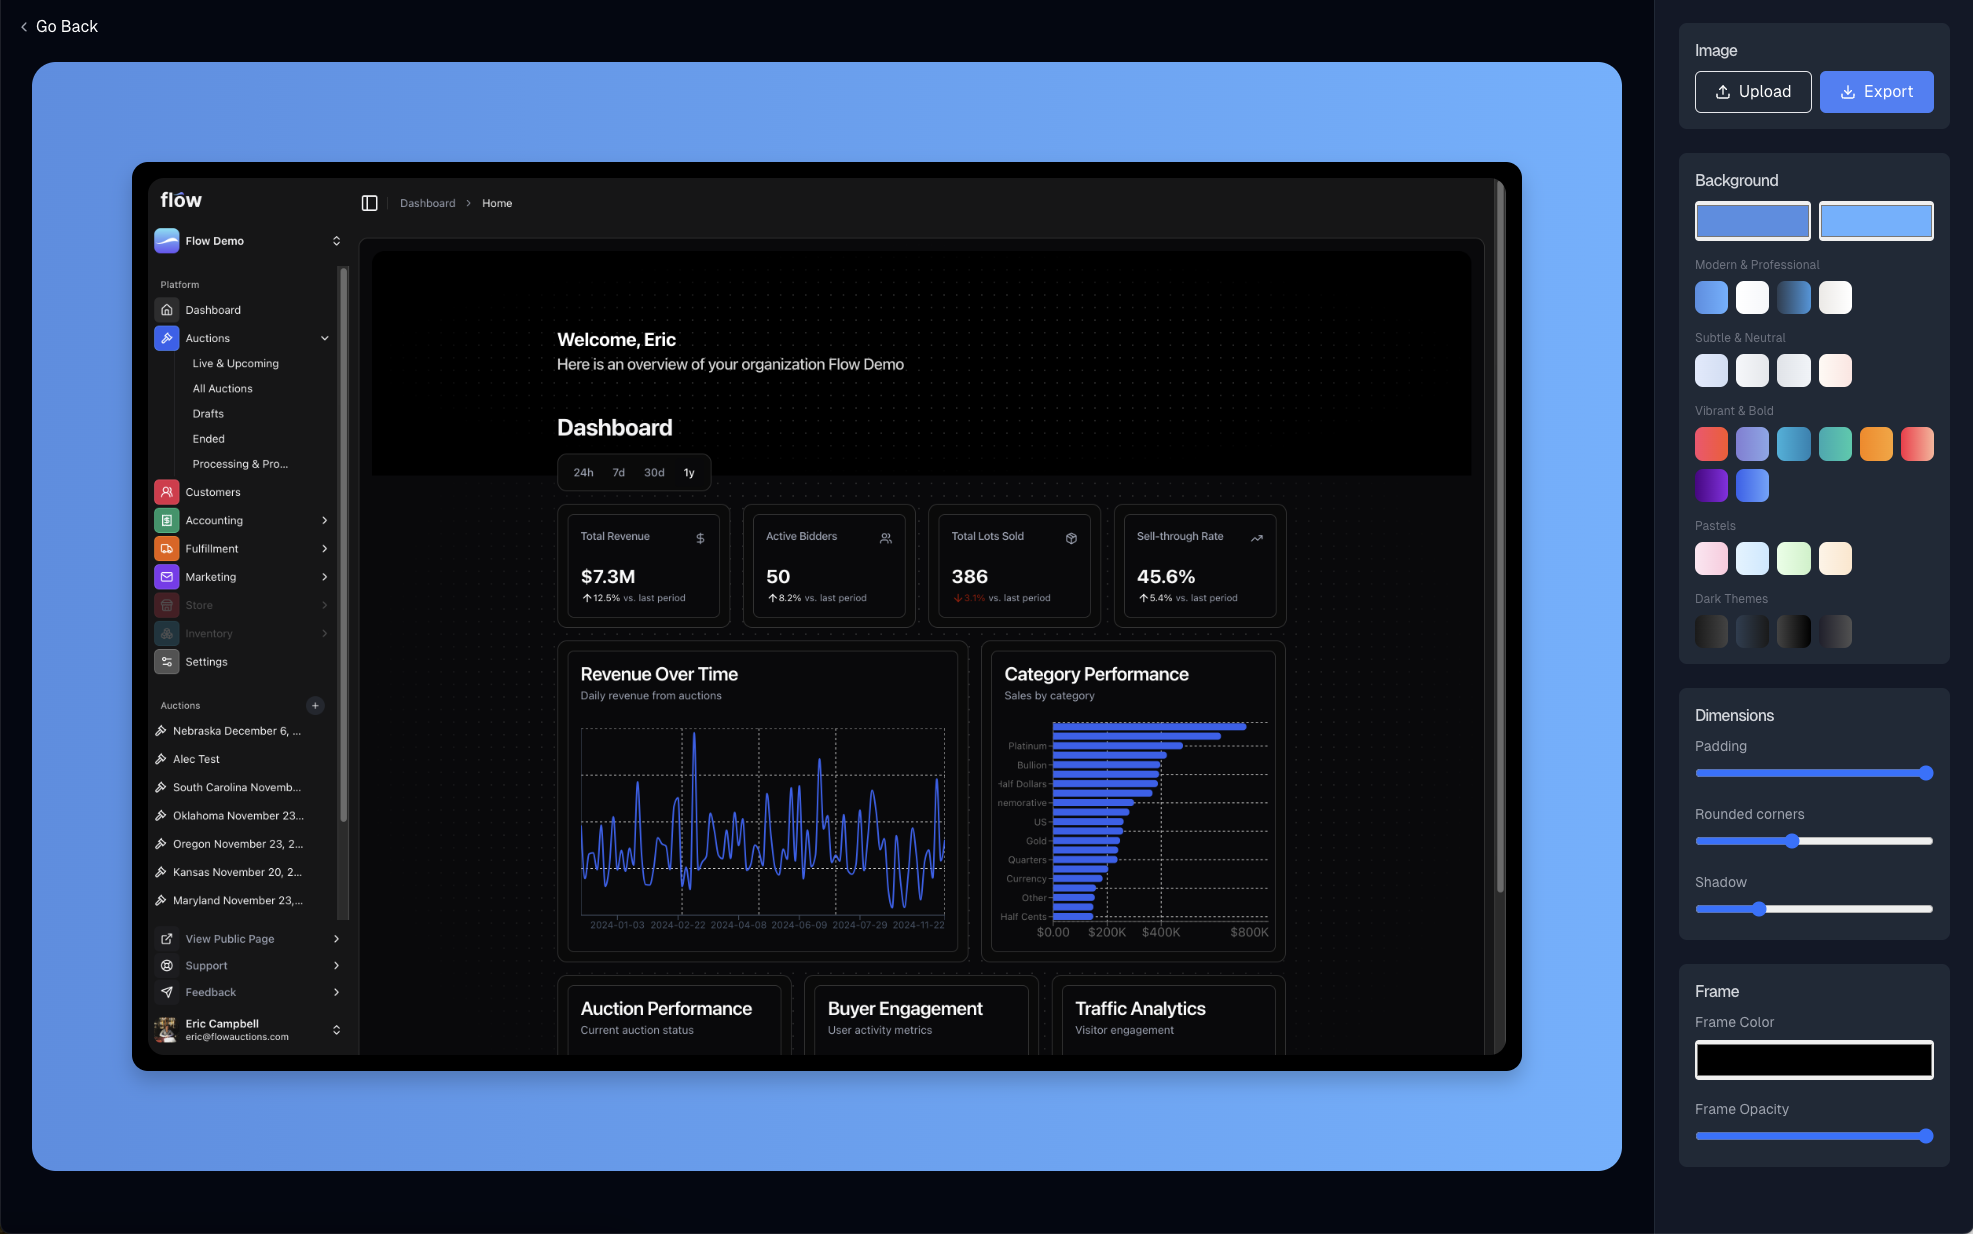 Go Back
flow
Dashboard > Home
Flow Demo
Platform
Dashboard
Auctions
Live & Upcoming
All Auctions
Drafts
Ended
Processing & Pro...
Customers
Accounting
Fulfillment
Marketing
Store
Inventory
Settings
Auctions
Nebraska December 6, ...
Alec Test
South Carolina Novemb...
Oklahoma November 23...
Oregon November 23, 2...
Kansas November 20, 2...
Maryland November 23,...
View Public Page
Support
Feedback
Eric Campbell
eric@flowauctions.com
Welcome, Eric
Here is an overview of your organization Flow Demo
Dashboard
24h 7d 30d 1y
Total Revenue
$7.3M
12.5% vs. last period
Active Bidders
50
8.2% vs. last period
Total Lots Sold
386
3.1% vs. last period
Sell-through Rate
45.6%
5.4% vs. last period
Revenue Over Time
Daily revenue from auctions
2024-01-03 2024-02-22 2024-04-08 2024-06-09 2024-07-29 2024-11-22
Category Performance
Sales by category
Platinum
Bullion
Half Dollars
nemorative
US
Gold
Quarters
Currency
Other
Half Cents
$0.00 $200K $400K $800K
Auction Performance
Current auction status
Buyer Engagement
User activity metrics
Traffic Analytics
Visitor engagement
Image
Upload
Export
Background
Modern & Professional
Subtle & Neutral
Vibrant & Bold
Pastels
Dark Themes
Dimensions
Padding
Rounded corners
Shadow
Frame
Frame Color
Frame Opacity